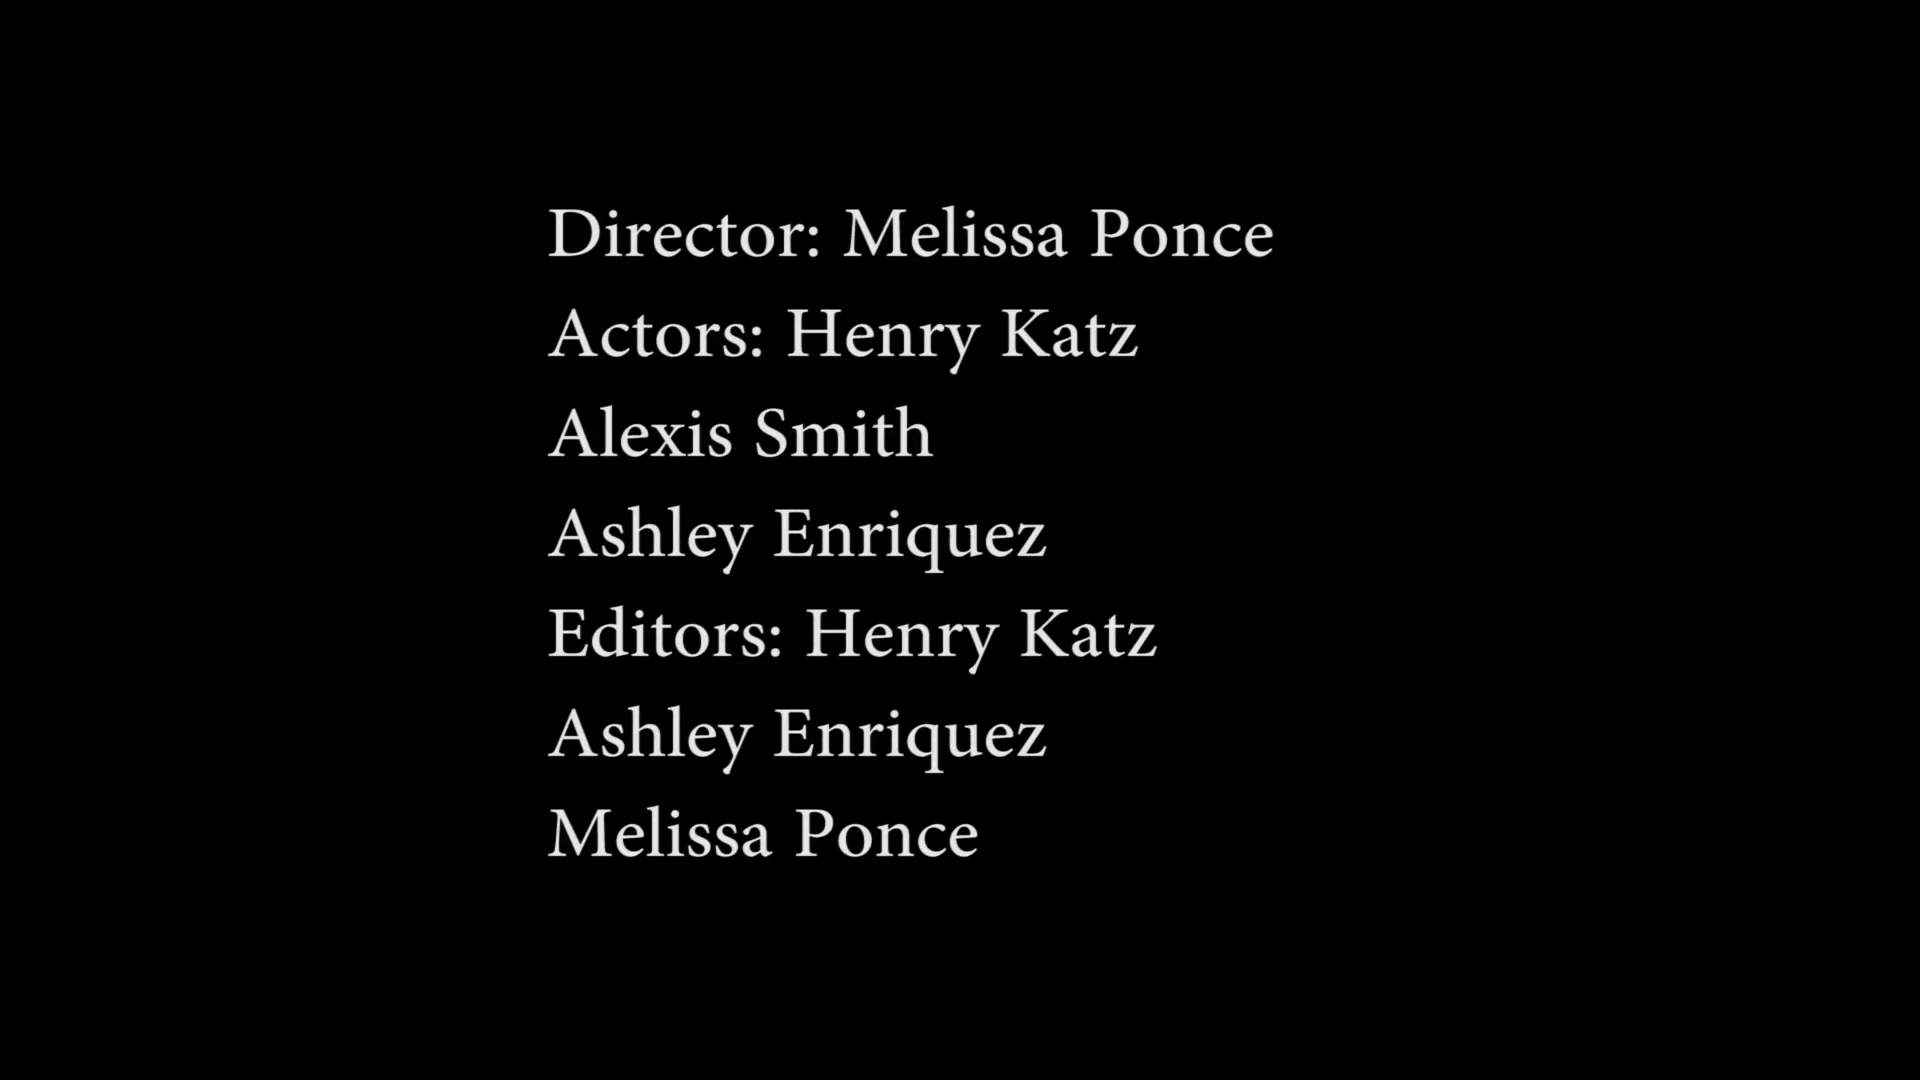 Director: Melissa Ponce
Actors: Henry Katz
Alexis Smith
Ashley Enriquez
Editors: Henry Katz
Ashley Enriquez
Melissa Ponce